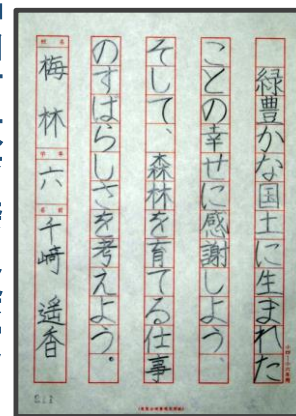 緑豊かな国土に生まれた
ことの幸せに感謝しよう、
そして、森林を育てる仕事
のすばらしさを考えよう。
梅林 六 千崎遥香